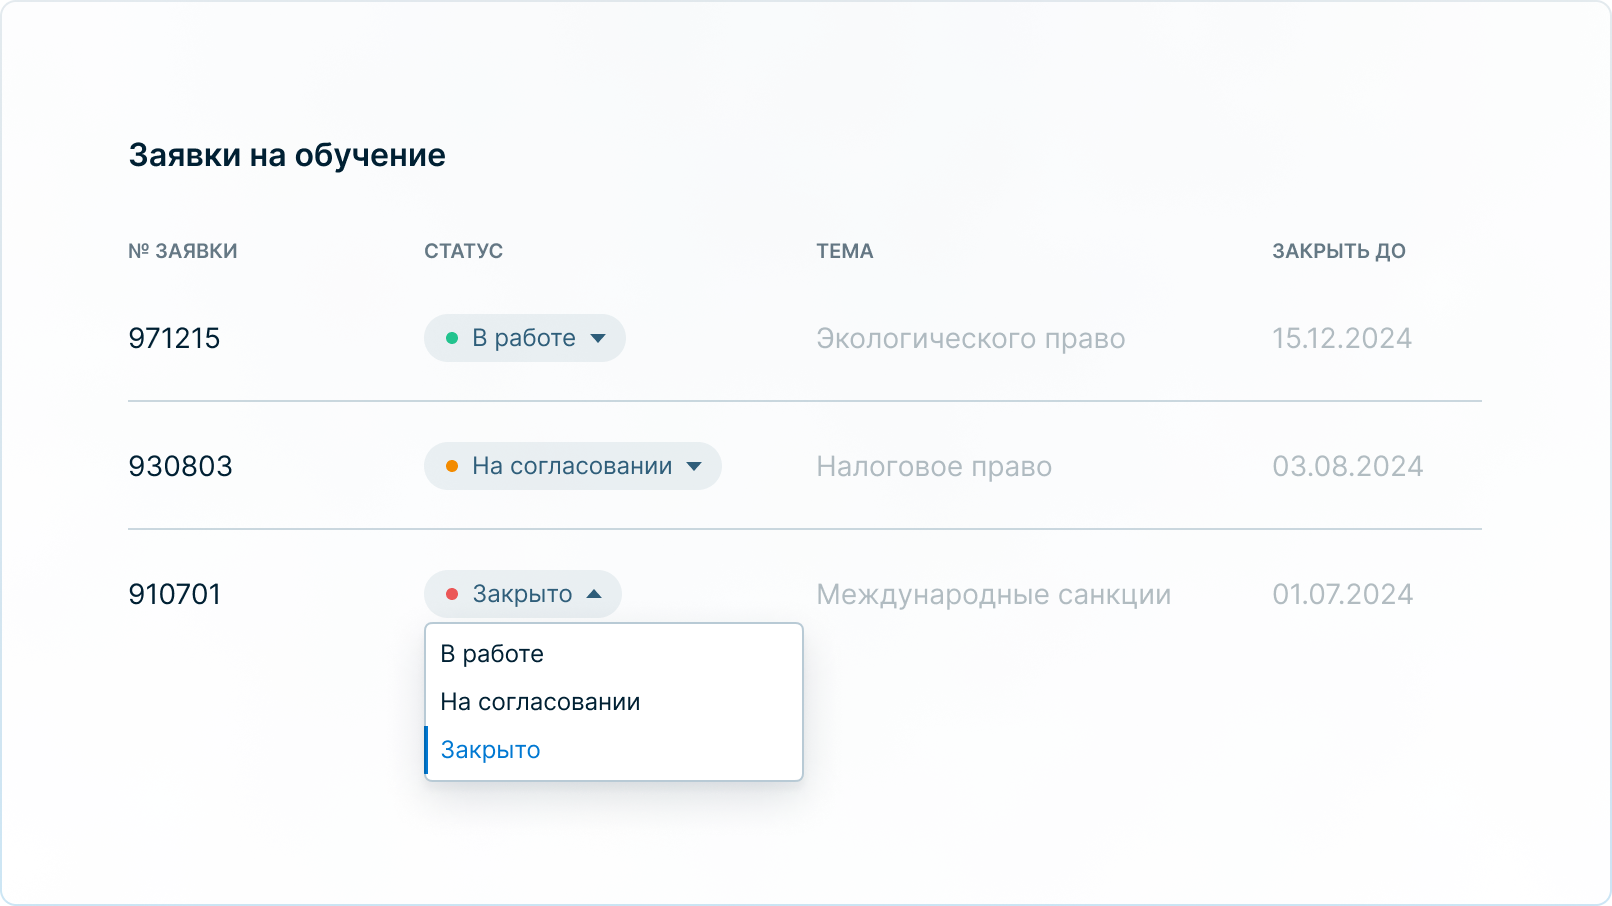 Заявки на обучение
№ ЗАЯВКИ СТАТУС ТЕМА ЗАКРЫТЬ ДО
971215 В работе Экологического право 15.12.2024
930803 На согласовании Налоговое право 03.08.2024
910701 Закрыто Международные санкции 01.07.2024
В работе
На согласовании
Закрыто